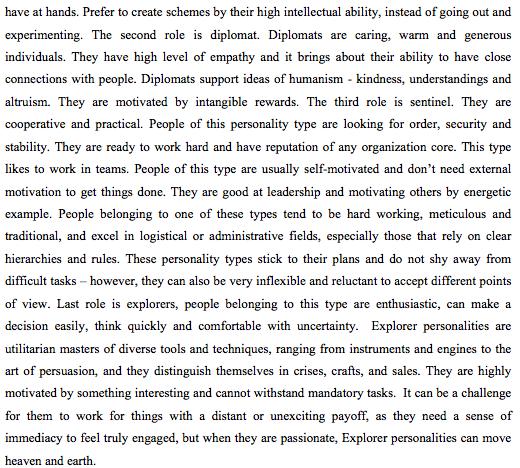 have at hands. Prefer to create schemes by their high intellectual ability, instead of going out and
experimenting. The second role is diplomat. Diplomats are caring, warm and generous
individuals. They have high level of empathy and it brings about their ability to have close
connections with people. Diplomats support ideas of humanism - kindness, understandings and
altruism. They are motivated by intangible rewards. The third role is sentinel. They are
cooperative and practical. People of this personality type are looking for order, security and
stability. They are ready to work hard and have reputation of any organization core. This type
likes to work in teams. People of this type are usually self-motivated and don’t need external
motivation to get things done. They are good at leadership and motivating others by energetic
example. People belonging to one of these types tend to be hard working, meticulous and
traditional, and excel in logistical or administrative fields, especially those that rely on clear
hierarchies and rules. These personality types stick to their plans and do not shy away from
difficult tasks – however, they can also be very inflexible and reluctant to accept different points
of view. Last role is explorers, people belonging to this type are enthusiastic, can make a
decision easily, think quickly and comfortable with uncertainty.  Explorer personalities are
utilitarian masters of diverse tools and techniques, ranging from instruments and engines to the
art of persuasion, and they distinguish themselves in crises, crafts, and sales. They are highly
motivated by something interesting and cannot withstand mandatory tasks.  It can be a challenge
for them to work for things with a distant or unexciting payoff, as they need a sense of
immediacy to feel truly engaged, but when they are passionate, Explorer personalities can move
heaven and earth.